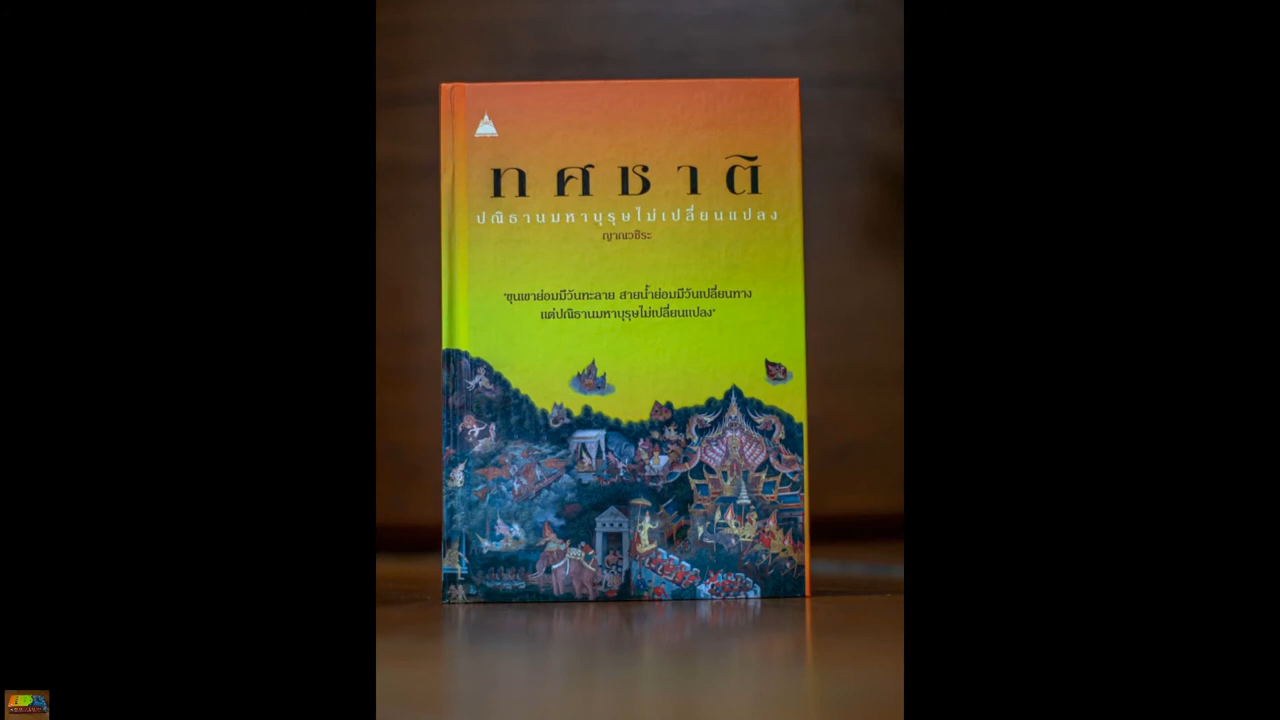 ทศชาติ
ปณิธานมหาบุรุษไม่เปลี่ยนแปลง
ญาณวชิระ
"ขุนเขาย่อมมีวันทะลาย สายน้ำย่อมมีวันเปลี่ยนทาง
แต่ปณิธานมหาบุรุษไม่เปลี่ยนแปลง"